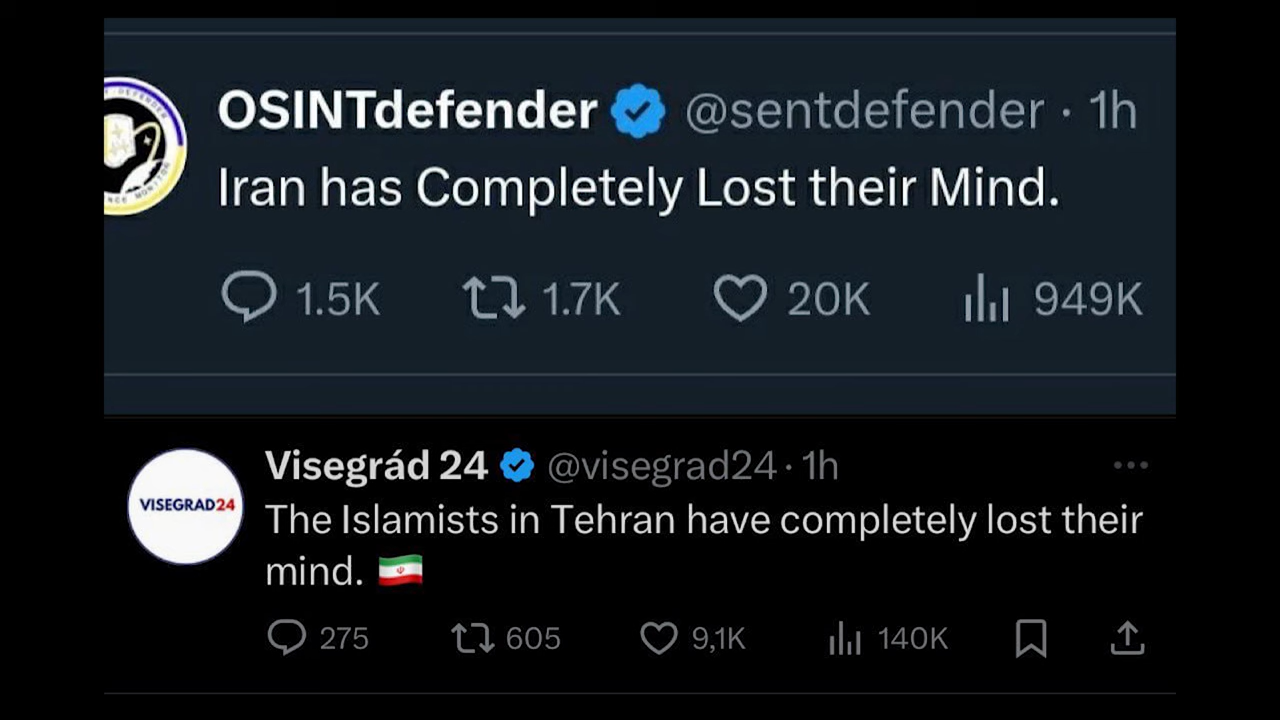 OSINTdefender @sentdefender · 1h
Iran has Completely Lost their Mind.
1.5K 1.7K 20K 949K
Visegrád 24 @visegrad24 · 1h
VISEGRAD24
The Islamists in Tehran have completely lost their
mind. 🇮🇷
275 605 9,1K 140K